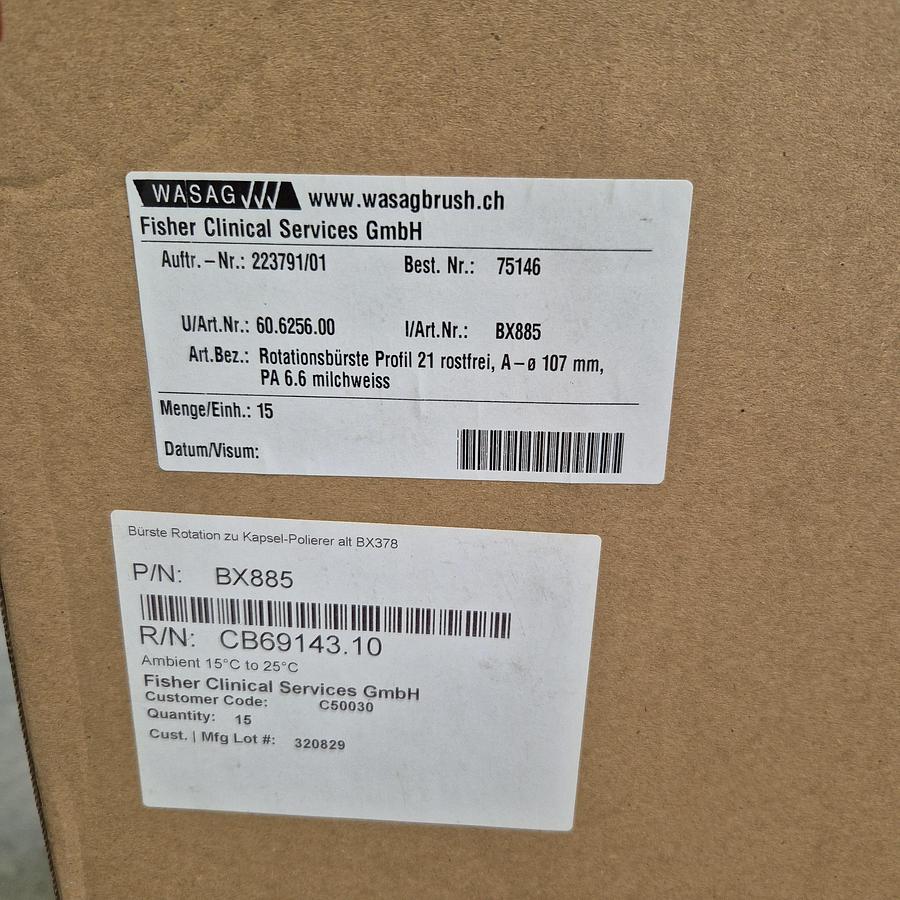 WASAG www.wasagbrush.ch
Fisher Clinical Services GmbH
Auftr.-Nr.: 223791/01 Best. Nr.: 75146
U/Art.Nr.: 60.6256.00 I/Art.Nr.: BX885
Art.Bez.: Rotationsbürste Profil 21 rostfrei, A-ø 107 mm,
PA 6.6 milchweiss
Menge/Einh.: 15
Datum/Visum:
Bürste Rotation zu Kapsel-Polierer alt BX378
P/N: BX885
R/N: CB69143.10
Ambient 15°C to 25°C
Fisher Clinical Services GmbH
Customer Code: C50030
Quantity: 15
Cust. | Mfg Lot #: 320829